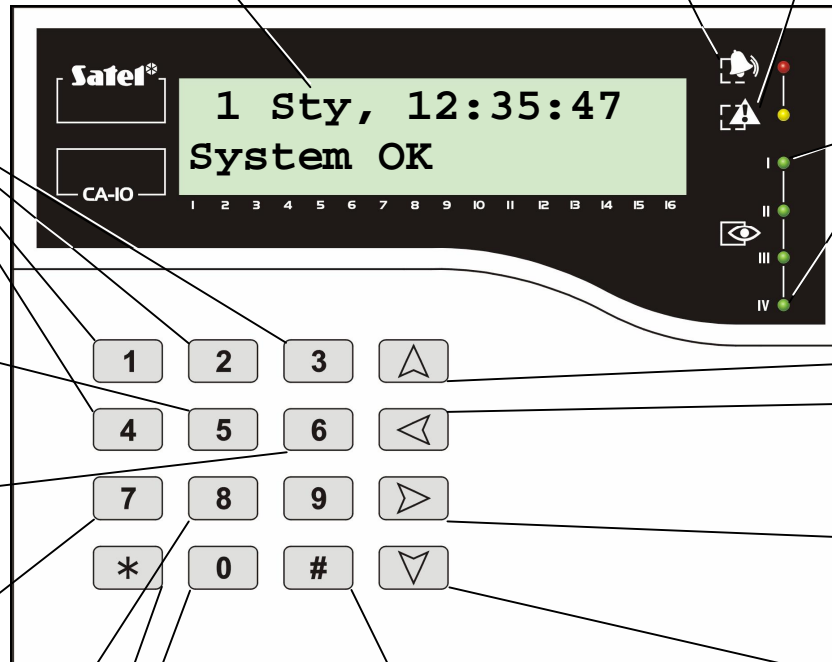 Satel*
1 Sty, 12:35:47
System OK
CA-10
1 2 3 4 5 6 7 8 9 10 11 12 13 14 15 16
I
II
III
IV
1 2 3
4 5 6
7 8 9
* 0 #